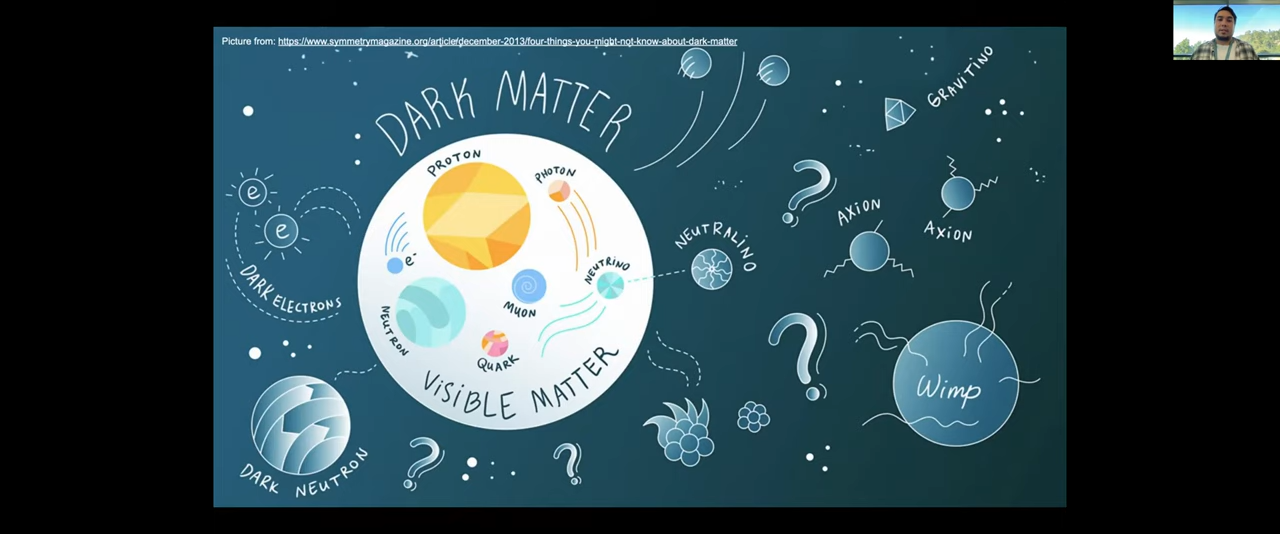 Picture from: https://www.symmetrymagazine.org/article/december-2013/four-things-you-might-not-know-about-dark-matter
DARK MATTER
GRAVITINO
PROTON
PHOTON
e
e
AXION
AXION
NEUTRALINO
e-
NEUTRINO
DARK ELECTRONS
MUON
NEUTRON
QUARK
VISIBLE MATTER
?
?
Wimp
DARK NEUTRON
?
?